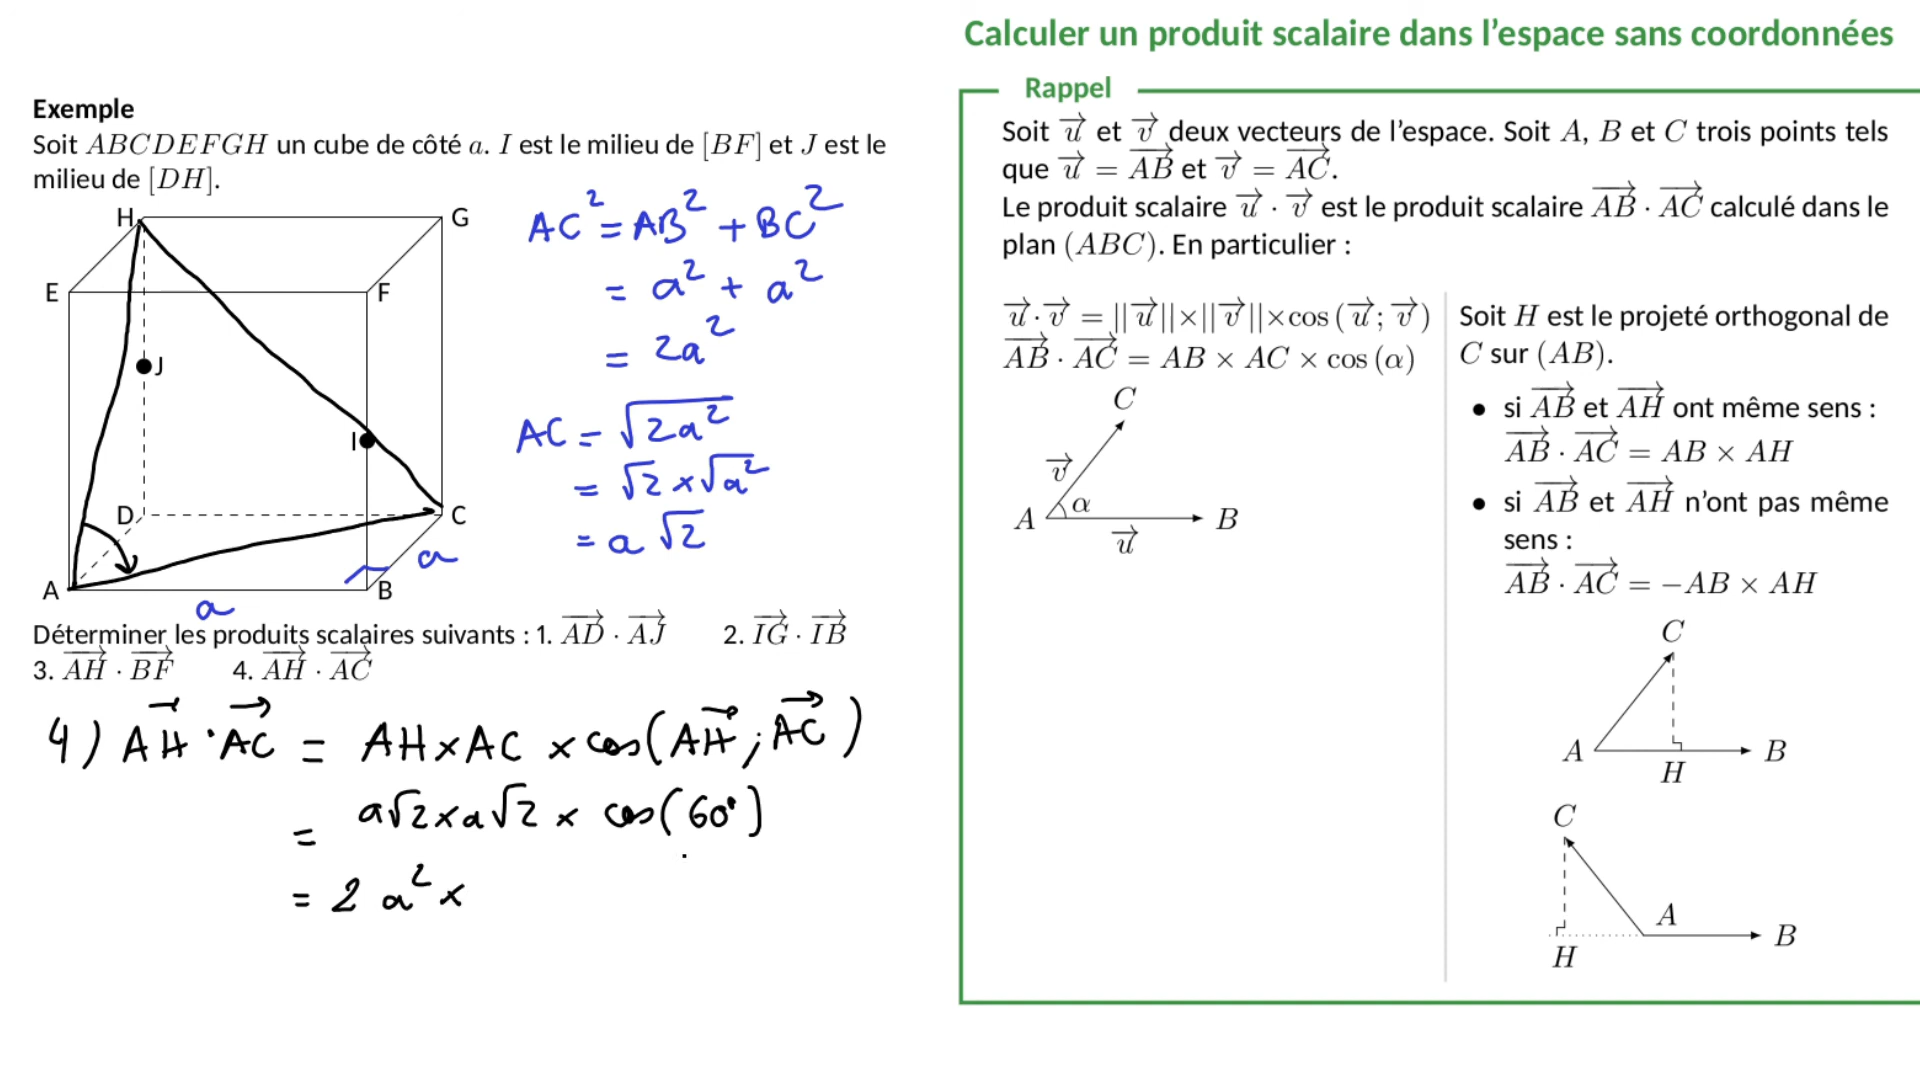 Calculer un produit scalaire dans l'espace sans coordonnées
Exemple
Soit ABCDEFGH un cube de côté a. I est le milieu de [BF] et J est le
milieu de [DH].
H
G
E
F
J
I
D
C
A
B
a
a
AC² = AB² + BC²
= a² + a²
= 2a²
AC = √2a²
= √2 × √a²
= a √2
Déterminer les produits scalaires suivants : 1. AD⃗ · AJ⃗ 2. IG⃗ · IB⃗
3. AH⃗ · BF⃗ 4. AH⃗ · AC⃗
4) AH⃗ · AC⃗ = AH × AC × cos(AH⃗ ; AC⃗)
= a√2 × a√2 × cos(60°)
= 2 a² ×
Rappel
Soit u⃗ et v⃗ deux vecteurs de l'espace. Soit A, B et C trois points tels
que u⃗ = AB⃗ et v⃗ = AC⃗.
Le produit scalaire u⃗ · v⃗ est le produit scalaire AB⃗ · AC⃗ calculé dans le
plan (ABC). En particulier :
u⃗ · v⃗ = ||u⃗||×||v⃗||×cos (u⃗; v⃗)
AB⃗ · AC⃗ = AB × AC × cos (α)
C
v⃗
α
A
B
u⃗
Soit H est le projeté orthogonal de
C sur (AB).
• si AB⃗ et AH⃗ ont même sens :
AB⃗ · AC⃗ = AB × AH
• si AB⃗ et AH⃗ n'ont pas même
sens :
AB⃗ · AC⃗ = −AB × AH
C
A
B
H
C
A
B
H